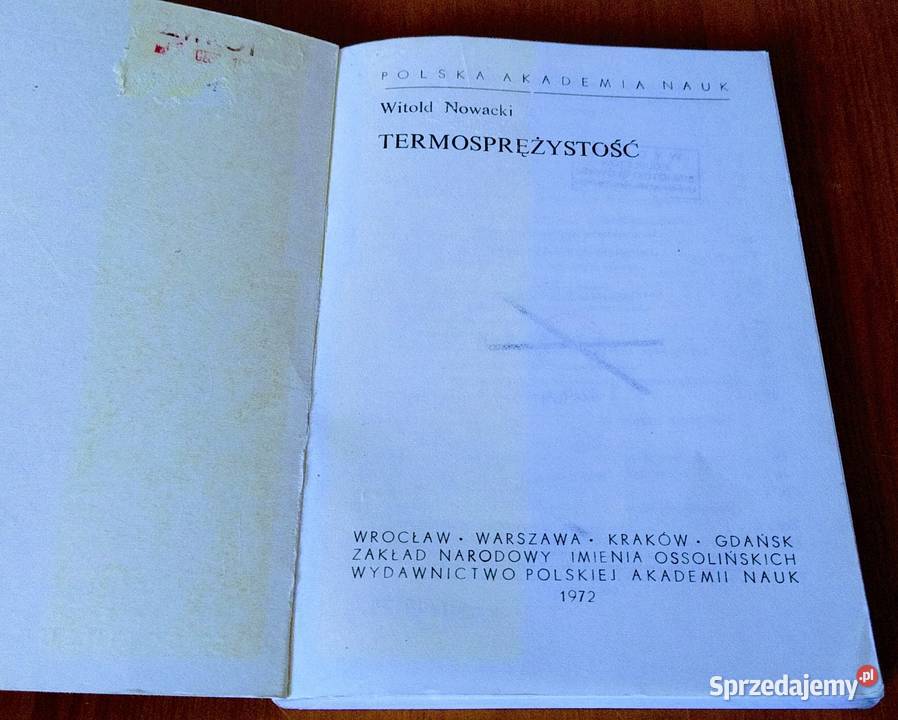 POLSKA AKADEMIA NAUK
Witold Nowacki
TERMOSPRĘŻYSTOŚĆ
WROCŁAW • WARSZAWA • KRAKÓW • GDAŃSK
ZAKŁAD NARODOWY IMIENIA OSSOLIŃSKICH
WYDAWNICTWO POLSKIEJ AKADEMII NAUK
1972
Sprzedajemy.pl